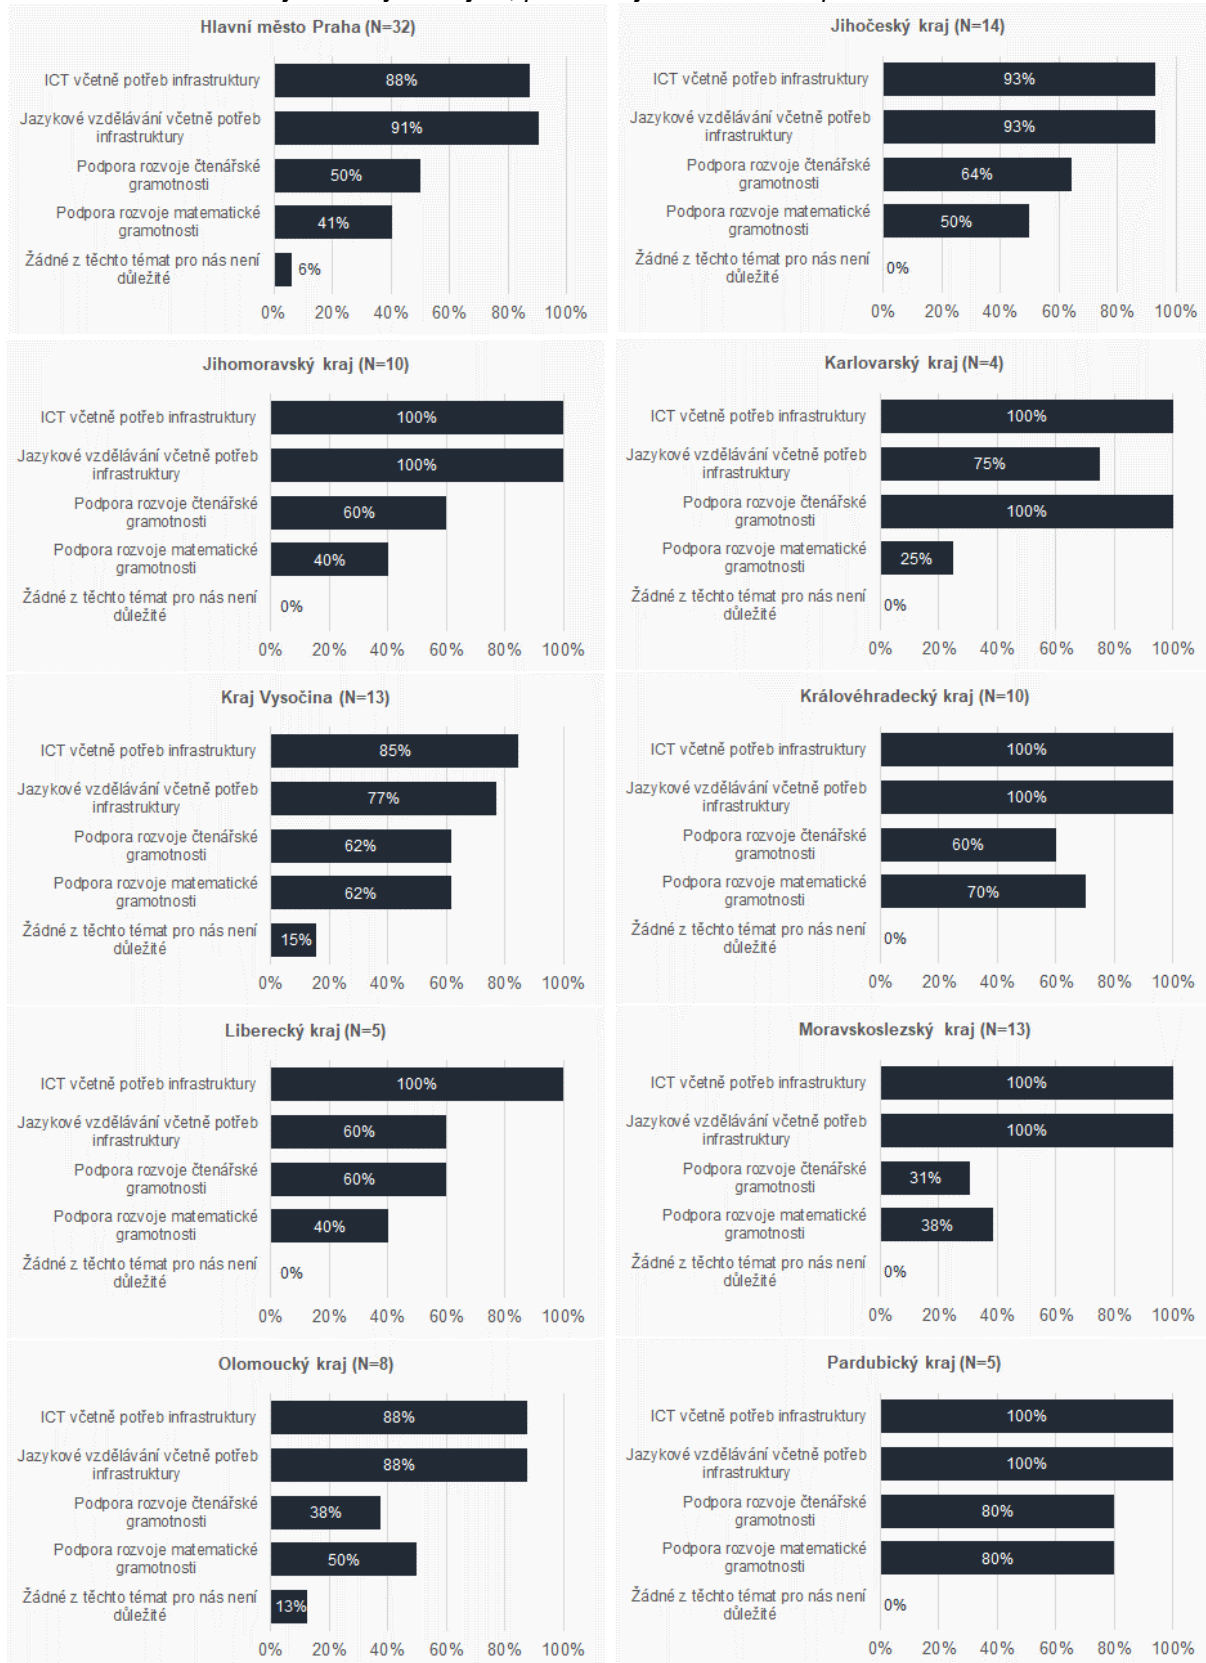 Hlavní město Praha (N=32)
ICT včetně potřeb infrastruktury
88%
Jazykové vzdělávání včetně potřeb
infrastruktury
91%
Podpora rozvoje čtenářské
gramotnosti
50%
Podpora rozvoje matematické
gramotnosti
41%
Žádné z těchto témat pro nás není
důležité
6%
0% 20% 40% 60% 80% 100%
Jihočeský kraj (N=14)
ICT včetně potřeb infrastruktury
93%
Jazykové vzdělávání včetně potřeb
infrastruktury
93%
Podpora rozvoje čtenářské
gramotnosti
64%
Podpora rozvoje matematické
gramotnosti
50%
Žádné z těchto témat pro nás není
důležité
0%
0% 20% 40% 60% 80% 100%
Jihomoravský kraj (N=10)
ICT včetně potřeb infrastruktury
100%
Jazykové vzdělávání včetně potřeb
infrastruktury
100%
Podpora rozvoje čtenářské
gramotnosti
60%
Podpora rozvoje matematické
gramotnosti
40%
Žádné z těchto témat pro nás není
důležité
0%
0% 20% 40% 60% 80% 100%
Karlovarský kraj (N=4)
ICT včetně potřeb infrastruktury
100%
Jazykové vzdělávání včetně potřeb
infrastruktury
75%
Podpora rozvoje čtenářské
gramotnosti
100%
Podpora rozvoje matematické
gramotnosti
25%
Žádné z těchto témat pro nás není
důležité
0%
0% 20% 40% 60% 80% 100%
Kraj Vysočina (N=13)
ICT včetně potřeb infrastruktury
85%
Jazykové vzdělávání včetně potřeb
infrastruktury
77%
Podpora rozvoje čtenářské
gramotnosti
62%
Podpora rozvoje matematické
gramotnosti
62%
Žádné z těchto témat pro nás není
důležité
15%
0% 20% 40% 60% 80% 100%
Královéhradecký kraj (N=10)
ICT včetně potřeb infrastruktury
100%
Jazykové vzdělávání včetně potřeb
infrastruktury
100%
Podpora rozvoje čtenářské
gramotnosti
60%
Podpora rozvoje matematické
gramotnosti
70%
Žádné z těchto témat pro nás není
důležité
0%
0% 20% 40% 60% 80% 100%
Liberecký kraj (N=5)
ICT včetně potřeb infrastruktury
100%
Jazykové vzdělávání včetně potřeb
infrastruktury
60%
Podpora rozvoje čtenářské
gramotnosti
60%
Podpora rozvoje matematické
gramotnosti
40%
Žádné z těchto témat pro nás není
důležité
0%
0% 20% 40% 60% 80% 100%
Moravskoslezský kraj (N=13)
ICT včetně potřeb infrastruktury
100%
Jazykové vzdělávání včetně potřeb
infrastruktury
100%
Podpora rozvoje čtenářské
gramotnosti
31%
Podpora rozvoje matematické
gramotnosti
38%
Žádné z těchto témat pro nás není
důležité
0%
0% 20% 40% 60% 80% 100%
Olomoucký kraj (N=8)
ICT včetně potřeb infrastruktury
88%
Jazykové vzdělávání včetně potřeb
infrastruktury
88%
Podpora rozvoje čtenářské
gramotnosti
38%
Podpora rozvoje matematické
gramotnosti
50%
Žádné z těchto témat pro nás není
důležité
13%
0% 20% 40% 60% 80% 100%
Pardubický kraj (N=5)
ICT včetně potřeb infrastruktury
100%
Jazykové vzdělávání včetně potřeb
infrastruktury
100%
Podpora rozvoje čtenářské
gramotnosti
80%
Podpora rozvoje matematické
gramotnosti
80%
Žádné z těchto témat pro nás není
důležité
0%
0% 20% 40% 60% 80% 100%